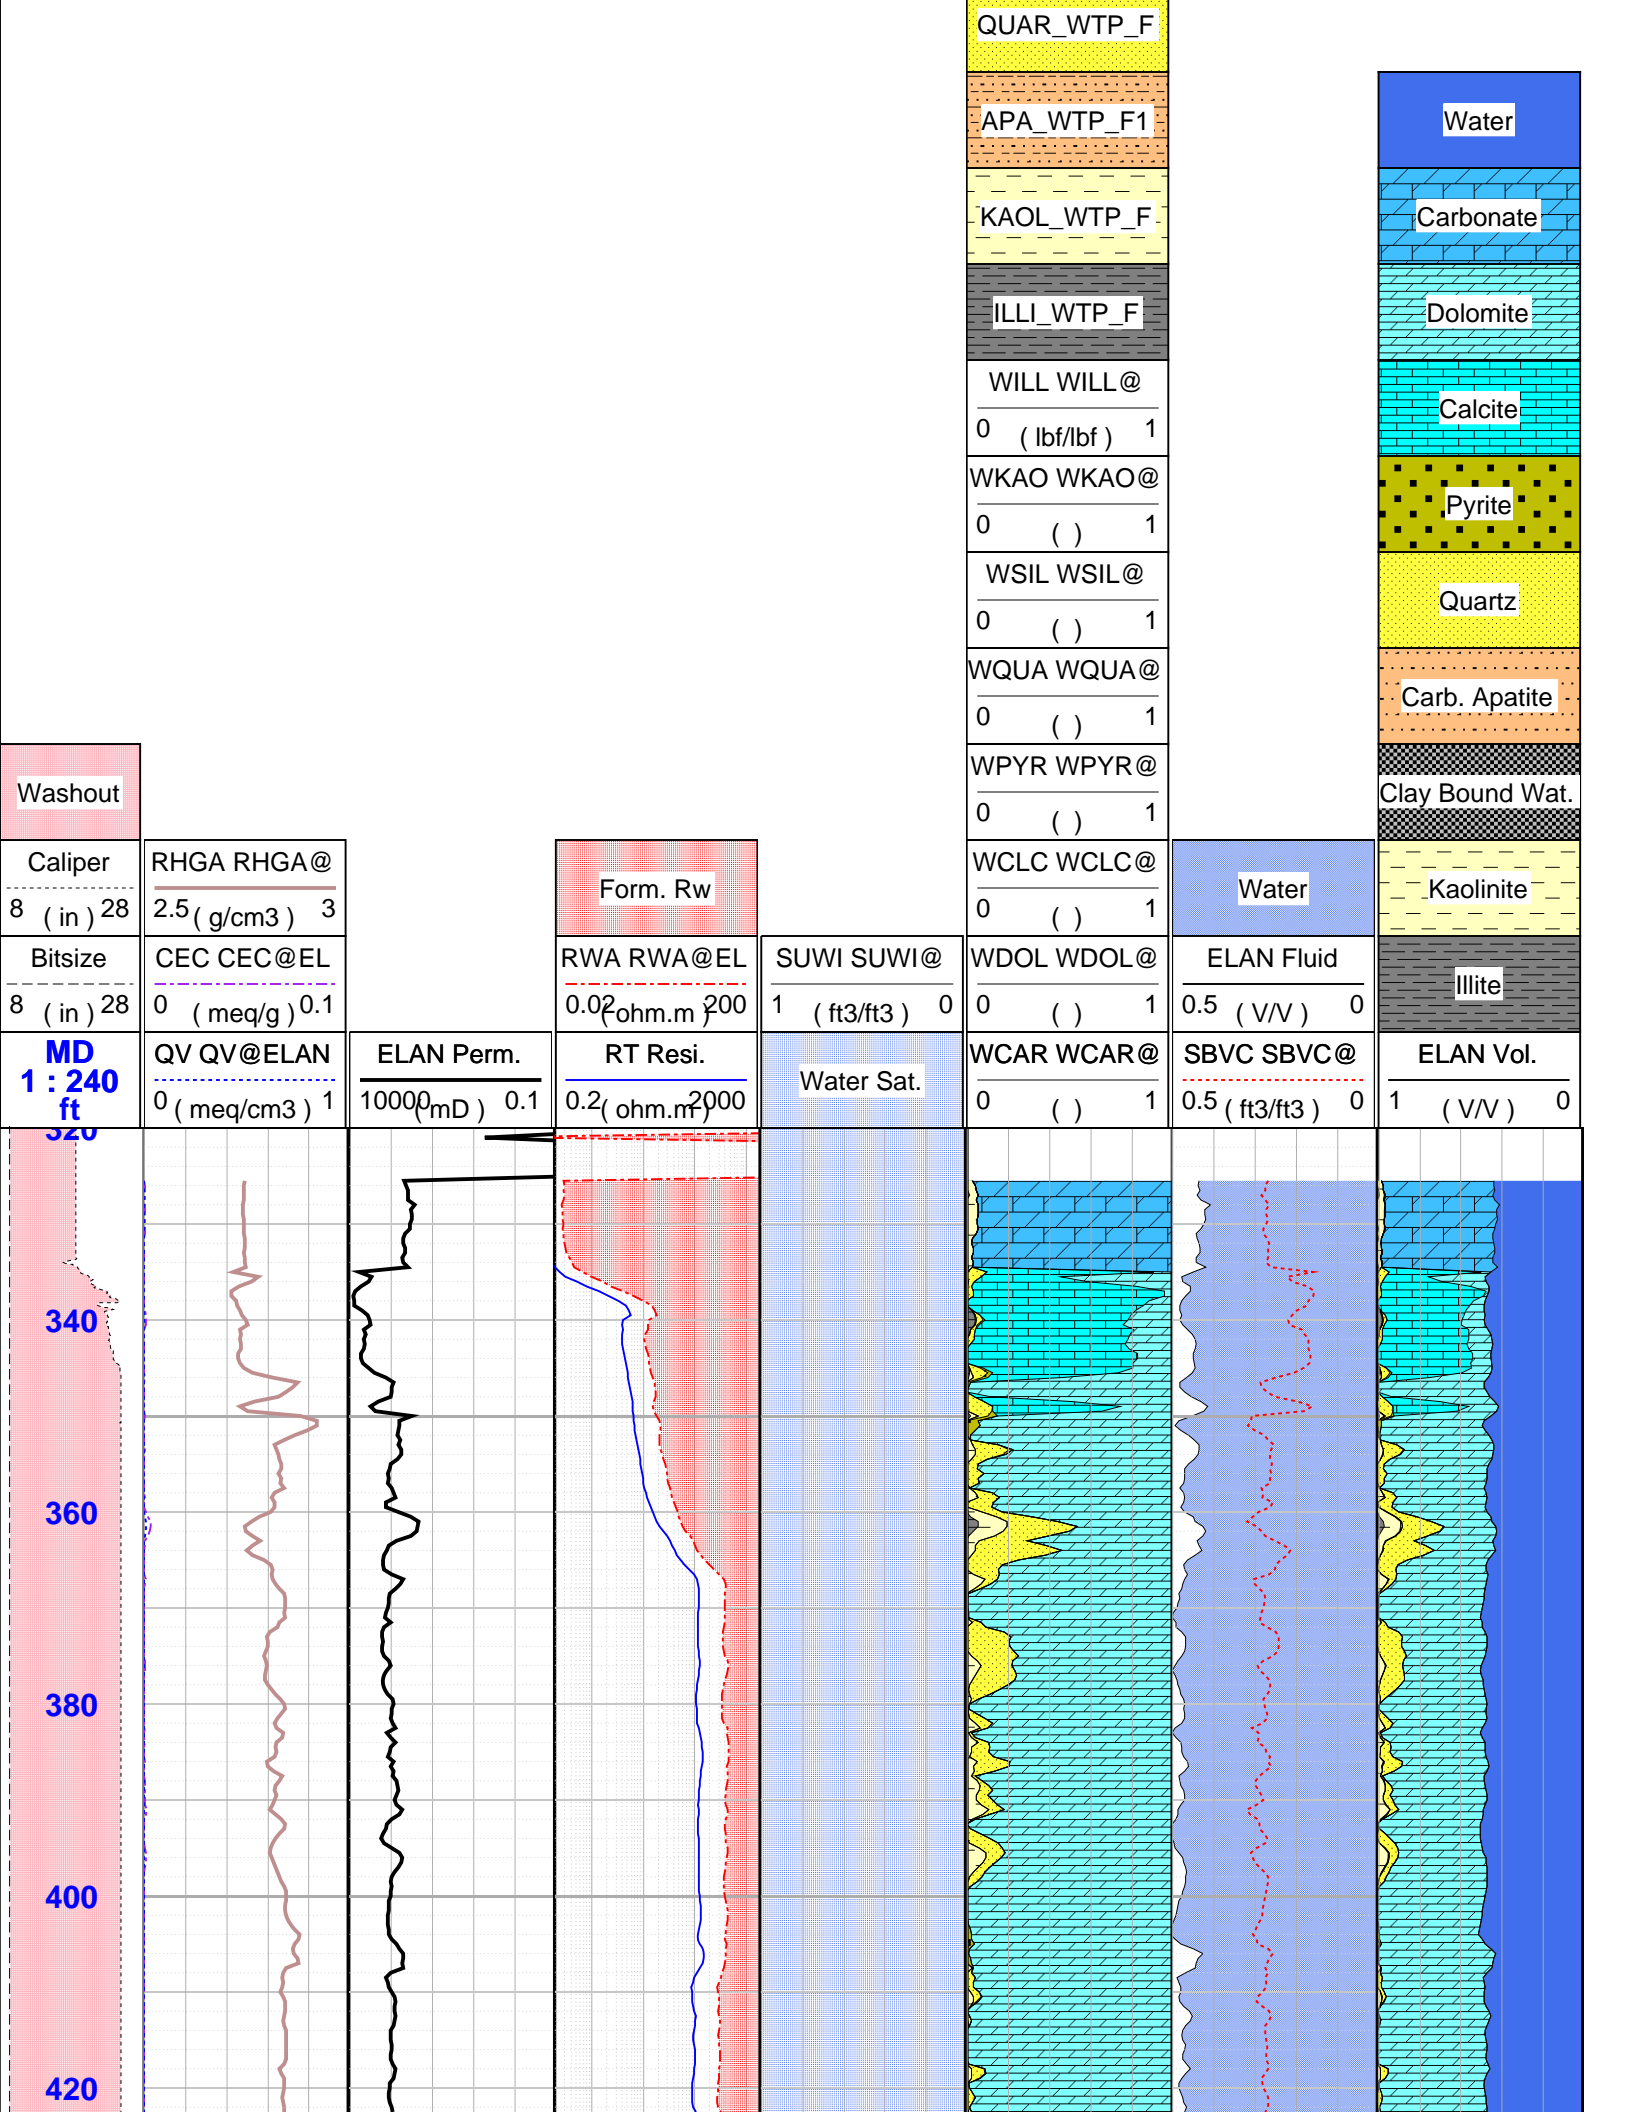 QUAR_WTP_F
APA_WTP_F1
KAOL_WTP_F
ILLI_WTP_F
WILL WILL@
0 ( lbf/lbf ) 1
WKAO WKAO@
0 ( ) 1
WSIL WSIL@
0 ( ) 1
WQUA WQUA@
0 ( ) 1
WPYR WPYR@
0 ( ) 1
WCLC WCLC@
0 ( ) 1
WDOL WDOL@
0 ( ) 1
WCAR WCAR@
0 ( ) 1
Water
Carbonate
Dolomite
Calcite
Pyrite
Quartz
Carb. Apatite
Clay Bound Wat.
Kaolinite
Illite
ELAN Vol.
1 ( V/V ) 0
Washout
Caliper
8 ( in ) 28
Bitsize
8 ( in ) 28
MD
1 : 240
ft
RHGA RHGA@
2.5 ( g/cm3 ) 3
CEC CEC@EL
0 ( meq/g ) 0.1
QV QV@ELAN
0 ( meq/cm3 ) 1
ELAN Perm.
10000 ( mD ) 0.1
Form. Rw
RWA RWA@EL
0.02 ( ohm.m ) 200
RT Resi.
0.2 ( ohm.m ) 2000
SUWI SUWI@
1 ( ft3/ft3 ) 0
Water Sat.
Water
ELAN Fluid
0.5 ( V/V ) 0
SBVC SBVC@
0.5 ( ft3/ft3 ) 0
320
340
360
380
400
420